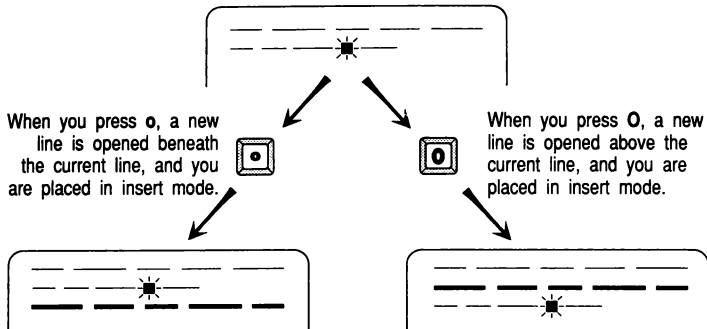 When you press o, a new
line is opened beneath
the current line, and you
are placed in insert mode.
o
When you press O, a new
line is opened above the
current line, and you are
placed in insert mode.
O